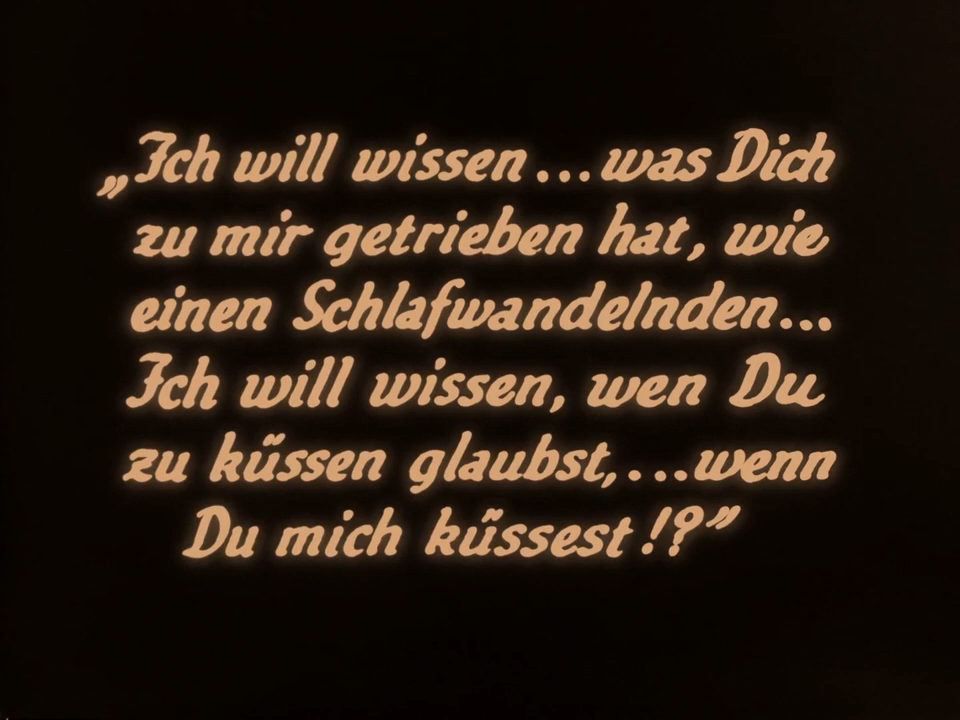 „Ich will wissen...was Dich
zu mir getrieben hat, wie
einen Schlafwandelnden...
Ich will wissen, wen Du
zu küssen glaubst,...wenn
Du mich küssest!?”